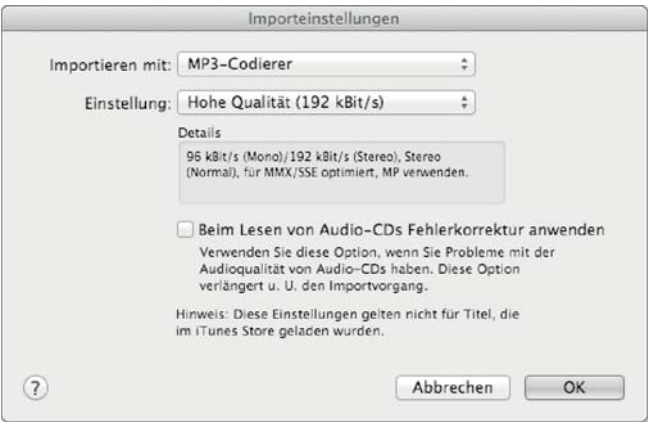 Importeinstellungen
Importieren mit: MP3-Codierer
Einstellung: Hohe Qualität (192 kBit/s)
Details
96 kBit/s (Mono)/192 kBit/s (Stereo), Stereo
(Normal), für MMX/SSE optimiert, MP verwenden.
Beim Lesen von Audio-CDs Fehlerkorrektur anwenden
Verwenden Sie diese Option, wenn Sie Probleme mit der
Audioqualität von Audio-CDs haben. Diese Option
verlängert u. U. den Importvorgang.
Hinweis: Diese Einstellungen gelten nicht für Titel, die
im iTunes Store geladen wurden.
? Abbrechen OK